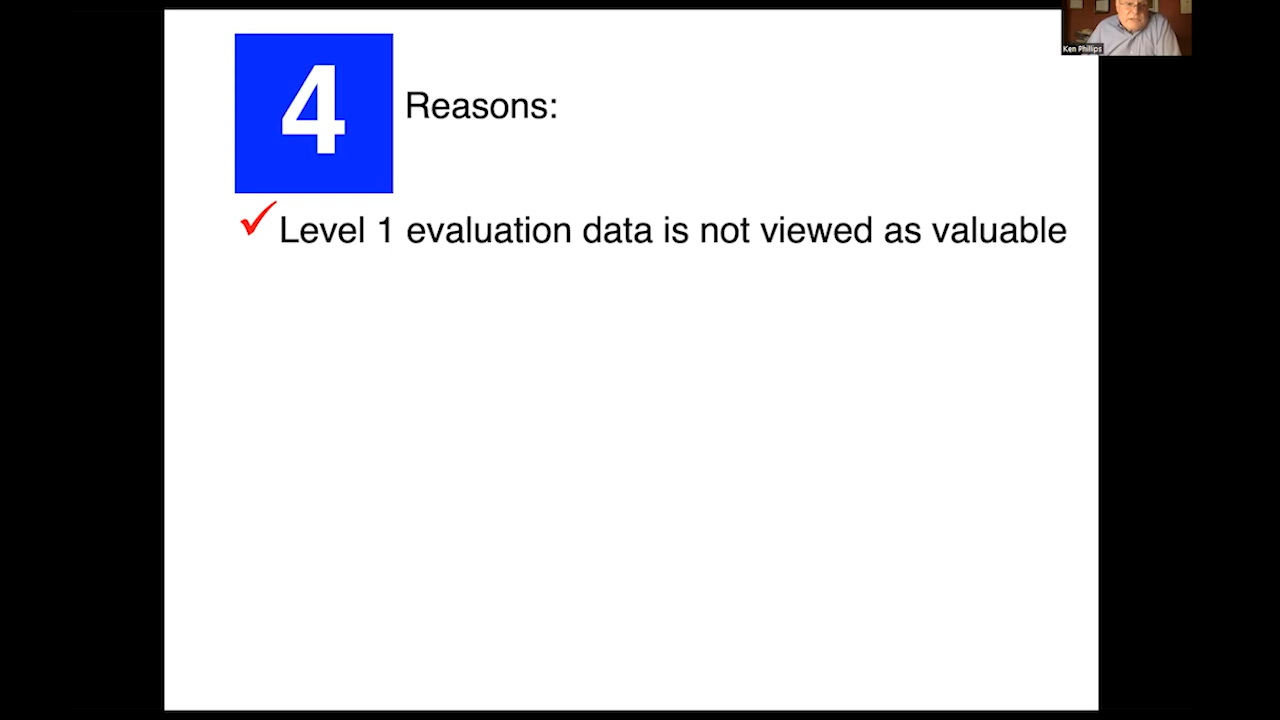 Ken Phillips
4
Reasons:
Level 1 evaluation data is not viewed as valuable